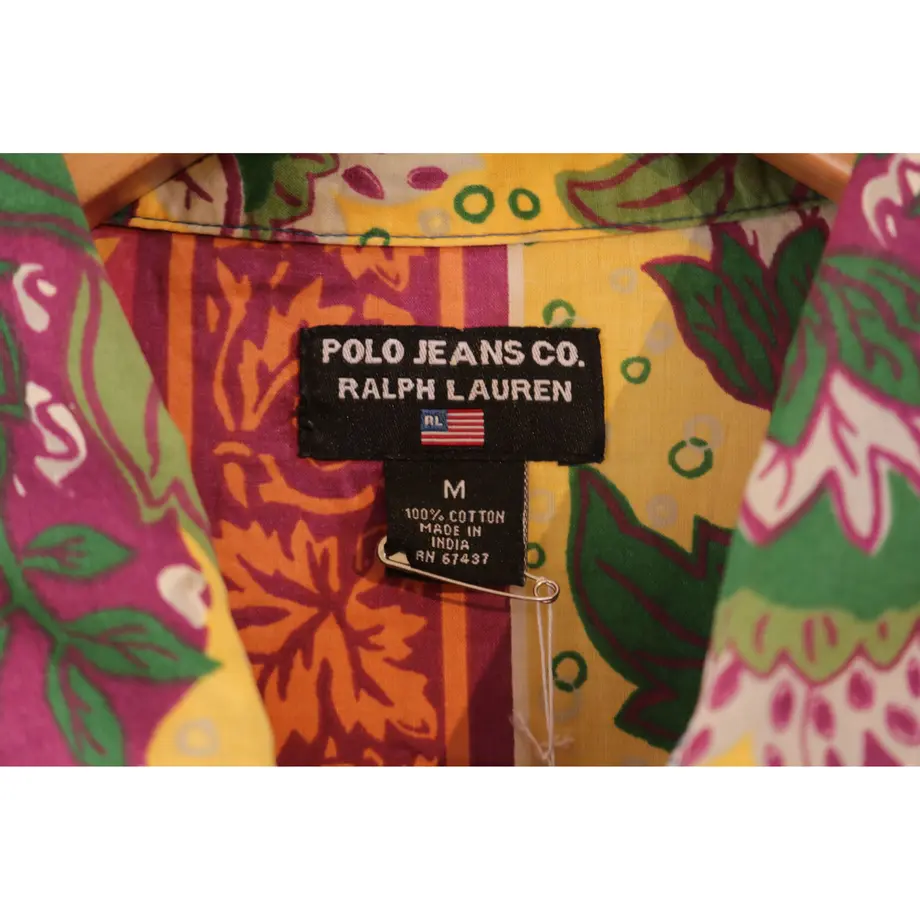 POLO JEANS CO.
RALPH LAUREN
RL
M
100% COTTON
MADE IN
INDIA
RN 67437